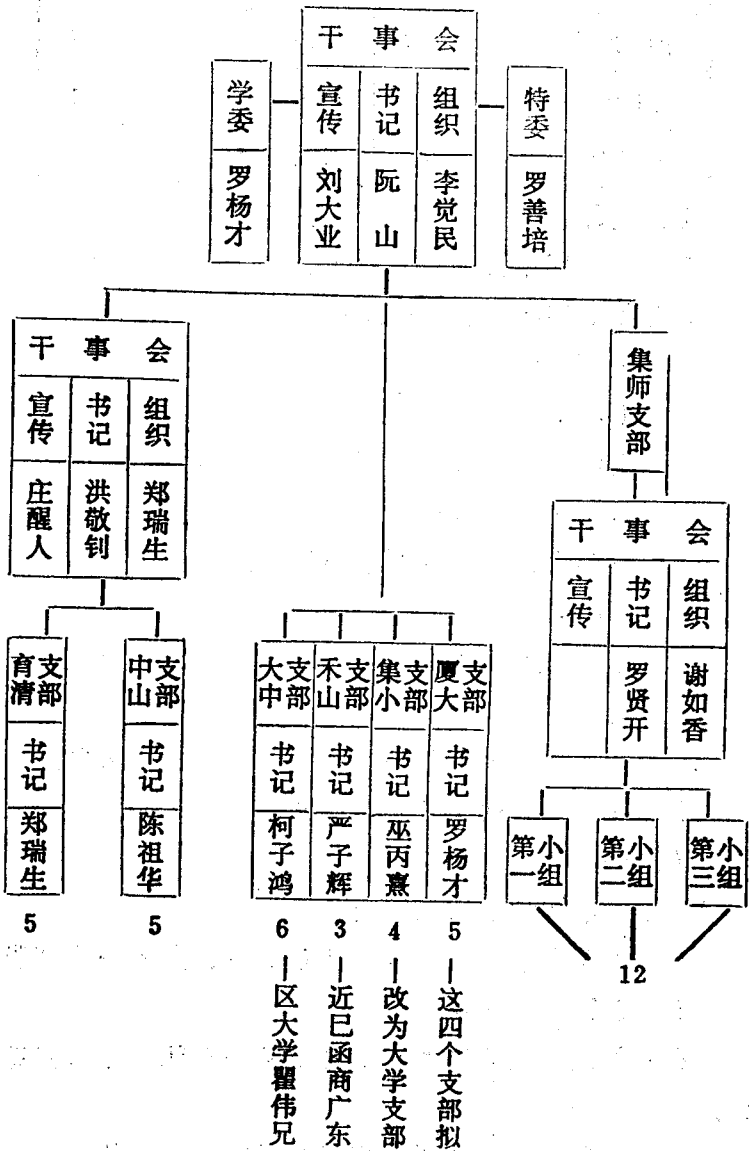 干事会
宣传
书记
组织
刘大业
阮山
李觉民
学委
罗杨才
特委
罗善培
干事会
宣传
书记
组织
庄醒人
洪敬钊
郑瑞生
育清支部
书记
郑瑞生
5
中山支部
书记
陈祖华
5
大中支部
书记
柯子鸿
6
禾山支部
书记
严子辉
3
集小支部
书记
巫丙熹
4
厦大支部
书记
罗杨才
5
这四个支部拟
改为大学支部
近已函商广东
区大学瞿伟兄
集师支部
干事会
宣传
书记
组织
罗贤开
谢如香
第一小组
第二小组
第三小组
12